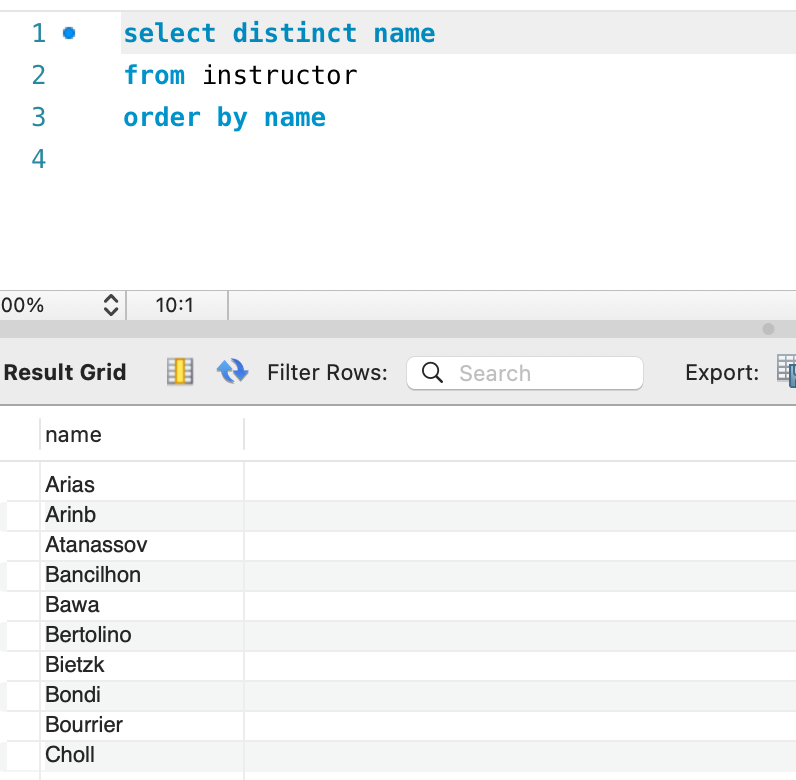 1 select distinct name
2 from instructor
3 order by name
4
00% 10:1
Result Grid Filter Rows: Search Export:
name
Arias
Arinb
Atanassov
Bancilhon
Bawa
Bertolino
Bietzk
Bondi
Bourrier
Choll